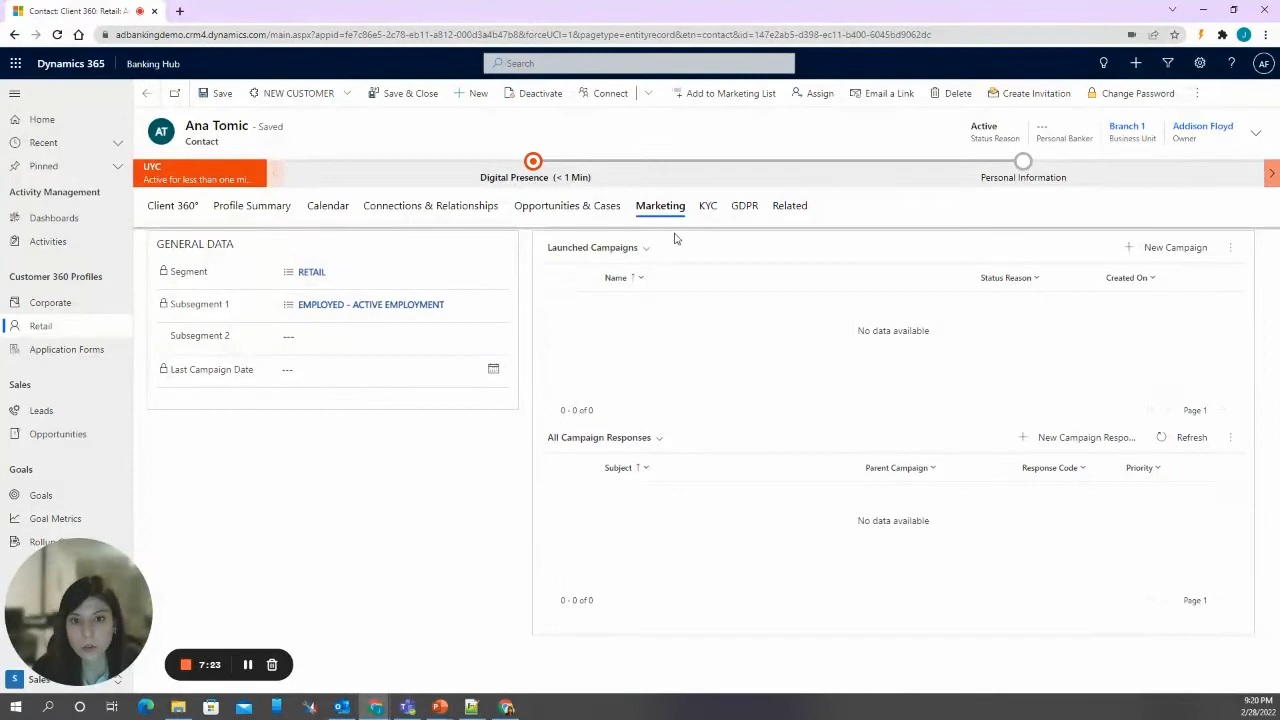 Contact: Client 360: Retail: A
adbankingdemo.crm4.dynamics.com/main.aspx?appid=fe7c86e5-2c78-eb11-a812-000d3a4b47b8&forceUCI=1&pagetype=entityrecord&etn=contact&id=147e2ab5-d398-ec11-b400-6045bd9062dc
J
Dynamics 365
Banking Hub
Search
AF
Save
NEW CUSTOMER
Save & Close
New
Deactivate
Connect
Add to Marketing List
Assign
Email a Link
Delete
Create Invitation
Change Password
Home
Recent
Pinned
Activity Management
Dashboards
Activities
Customer 360 Profiles
Corporate
Retail
Application Forms
Sales
Leads
Opportunities
Goals
Goals
Goal Metrics
S
AT
Ana Tomic - Saved
Contact
Active
Status Reason
---
Personal Banker
Branch 1
Business Unit
Addison Floyd
Owner
UYC
Active for less than one mi...
Digital Presence (< 1 Min)
Personal Information
Client 360°
Profile Summary
Calendar
Connections & Relationships
Opportunities & Cases
Marketing
KYC
GDPR
Related
GENERAL DATA
Segment
RETAIL
Subsegment 1
EMPLOYED - ACTIVE EMPLOYMENT
Subsegment 2
---
Last Campaign Date
---
Launched Campaigns
New Campaign
Name
Status Reason
Created On
No data available
0 - 0 of 0
Page 1
All Campaign Responses
New Campaign Respo...
Refresh
Subject
Parent Campaign
Response Code
Priority
No data available
0 - 0 of 0
Page 1
7:23
9:20 PM
2/28/2022